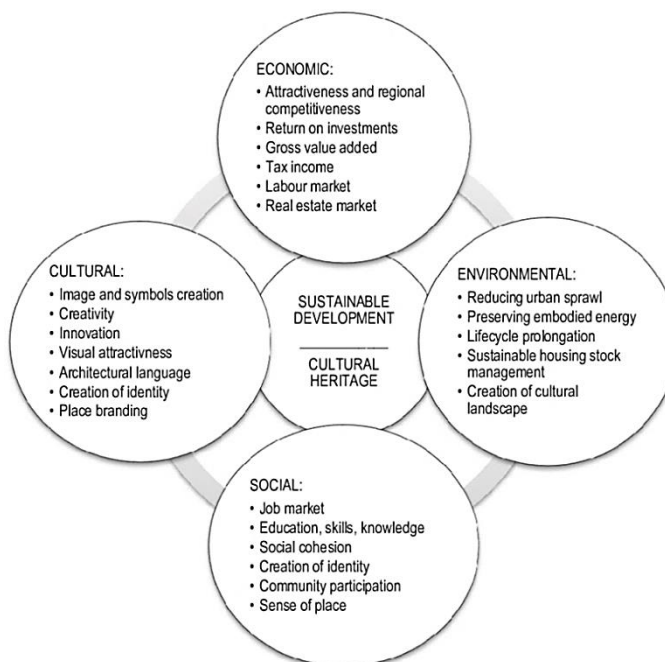 ECONOMIC:
• Attractiveness and regional
competitiveness
• Return on investments
• Gross value added
• Tax income
• Labour market
• Real estate market
CULTURAL:
• Image and symbols creation
• Creativity
• Innovation
• Visual attractivness
• Architectural language
• Creation of identity
• Place branding
SUSTAINABLE
DEVELOPMENT
CULTURAL
HERITAGE
ENVIRONMENTAL:
• Reducing urban sprawl
• Preserving embodied energy
• Lifecycle prolongation
• Sustainable housing stock
management
• Creation of cultural
landscape
SOCIAL:
• Job market
• Education, skills, knowledge
• Social cohesion
• Creation of identity
• Community participation
• Sense of place